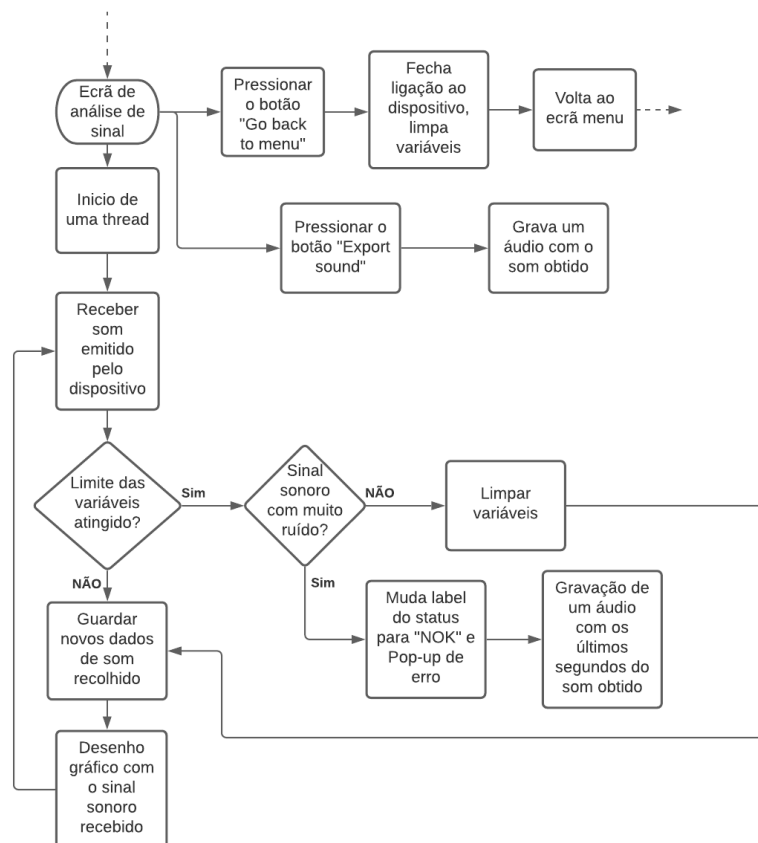 Ecrã de
análise de
sinal
Pressionar
o botão
"Go back
to menu"
Fecha
ligação ao
dispositivo,
limpa
variáveis
Volta ao
ecrã menu
Inicio de
uma thread
Pressionar o
botão "Export
sound"
Grava um
áudio com o
som obtido
Receber
som
emitido
pelo
dispositivo
Limite das
variáveis
atingido?
Sim
Sinal
sonoro
com muito
ruído?
NÃO
Limpar
variáveis
NÃO
Sim
Guardar
novos dados
de som
recolhido
Muda label
do status
para "NOK" e
Pop-up de
erro
Gravação de
um áudio
com os
últimos
segundos do
som obtido
Desenho
gráfico com
o sinal
sonoro
recebido